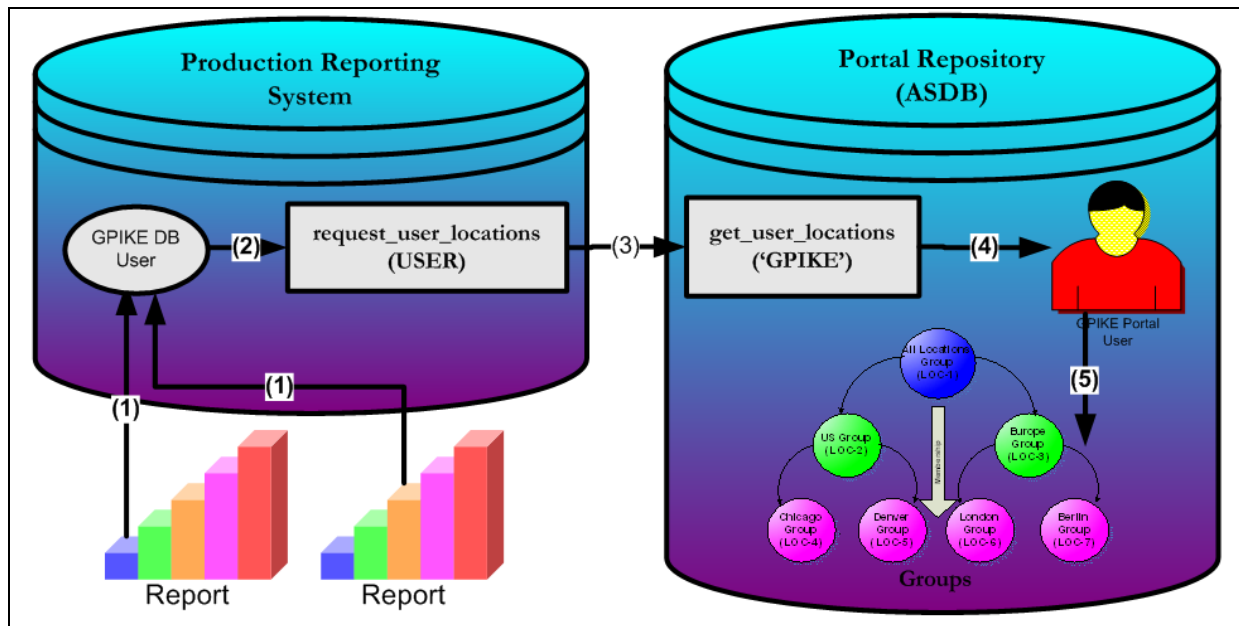 Production Reporting
System
GPIKE DB
User
(2)
request_user_locations
(USER)
(3)
(1)
(1)
Report
Report
Portal Repository
(ASDB)
get_user_locations
(‘GPIKE’)
(4)
GPIKE Portal
User
(5)
All Locations
Group
(LOC-1)
US Group
(LOC-2)
Europe
Group
(LOC-3)
Membership
Chicago
Group
(LOC-4)
Denver
Group
(LOC-5)
London
Group
(LOC-6)
Berlin
Group
(LOC-7)
Groups